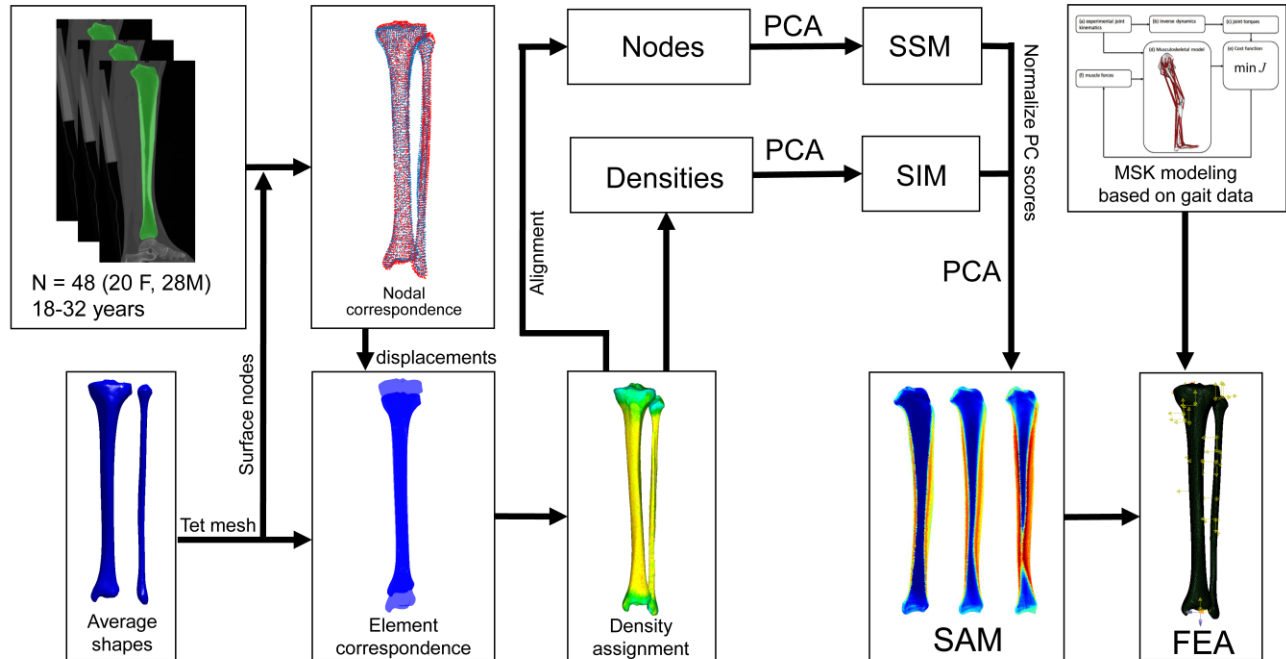 N = 48 (20 F, 28M)
18-32 years
Nodal
correspondence
displacements
Surface nodes
Tet mesh
Average
shapes
Element
correspondence
Density
assignment
Alignment
Nodes
PCA
SSM
Densities
PCA
SIM
Normalize PC scores
PCA
SAM
(a) experimental joint
kinematics
(b) inverse dynamics
(c) joint torques
(d) Musculoskeletal model
(e) Cost function
min J
(f) muscle forces
MSK modeling
based on gait data
FEA